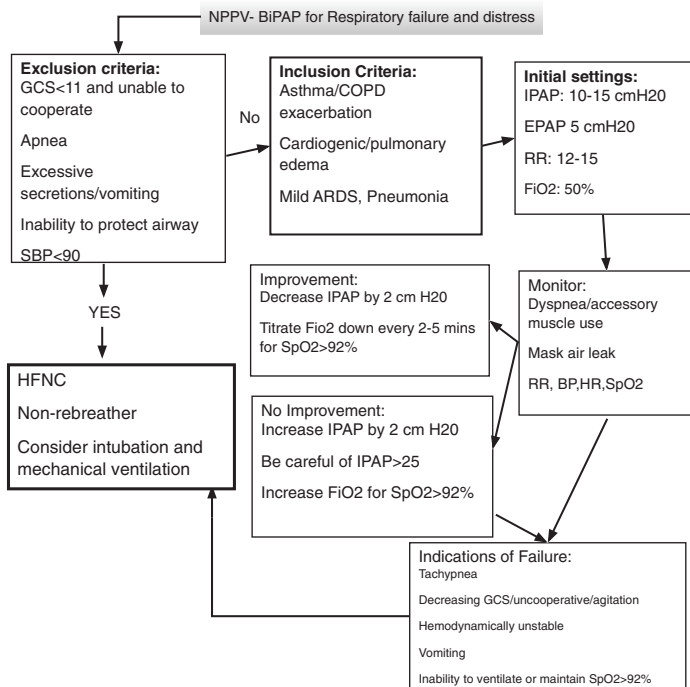 NPPV- BiPAP for Respiratory failure and distress
Exclusion criteria:
GCS<11 and unable to
cooperate
Apnea
Excessive
secretions/vomiting
Inability to protect airway
SBP<90
No
Inclusion Criteria:
Asthma/COPD
exacerbation
Cardiogenic/pulmonary
edema
Mild ARDS, Pneumonia
Initial settings:
IPAP: 10-15 cmH20
EPAP 5 cmH20
RR: 12-15
FiO2: 50%
YES
Improvement:
Decrease IPAP by 2 cm H20
Titrate Fio2 down every 2-5 mins
for SpO2>92%
Monitor:
Dyspnea/accessory
muscle use
Mask air leak
RR, BP,HR,SpO2
HFNC
Non-rebreather
Consider intubation and
mechanical ventilation
No Improvement:
Increase IPAP by 2 cm H20
Be careful of IPAP>25
Increase FiO2 for SpO2>92%
Indications of Failure:
Tachypnea
Decreasing GCS/uncooperative/agitation
Hemodynamically unstable
Vomiting
Inability to ventilate or maintain SpO2>92%